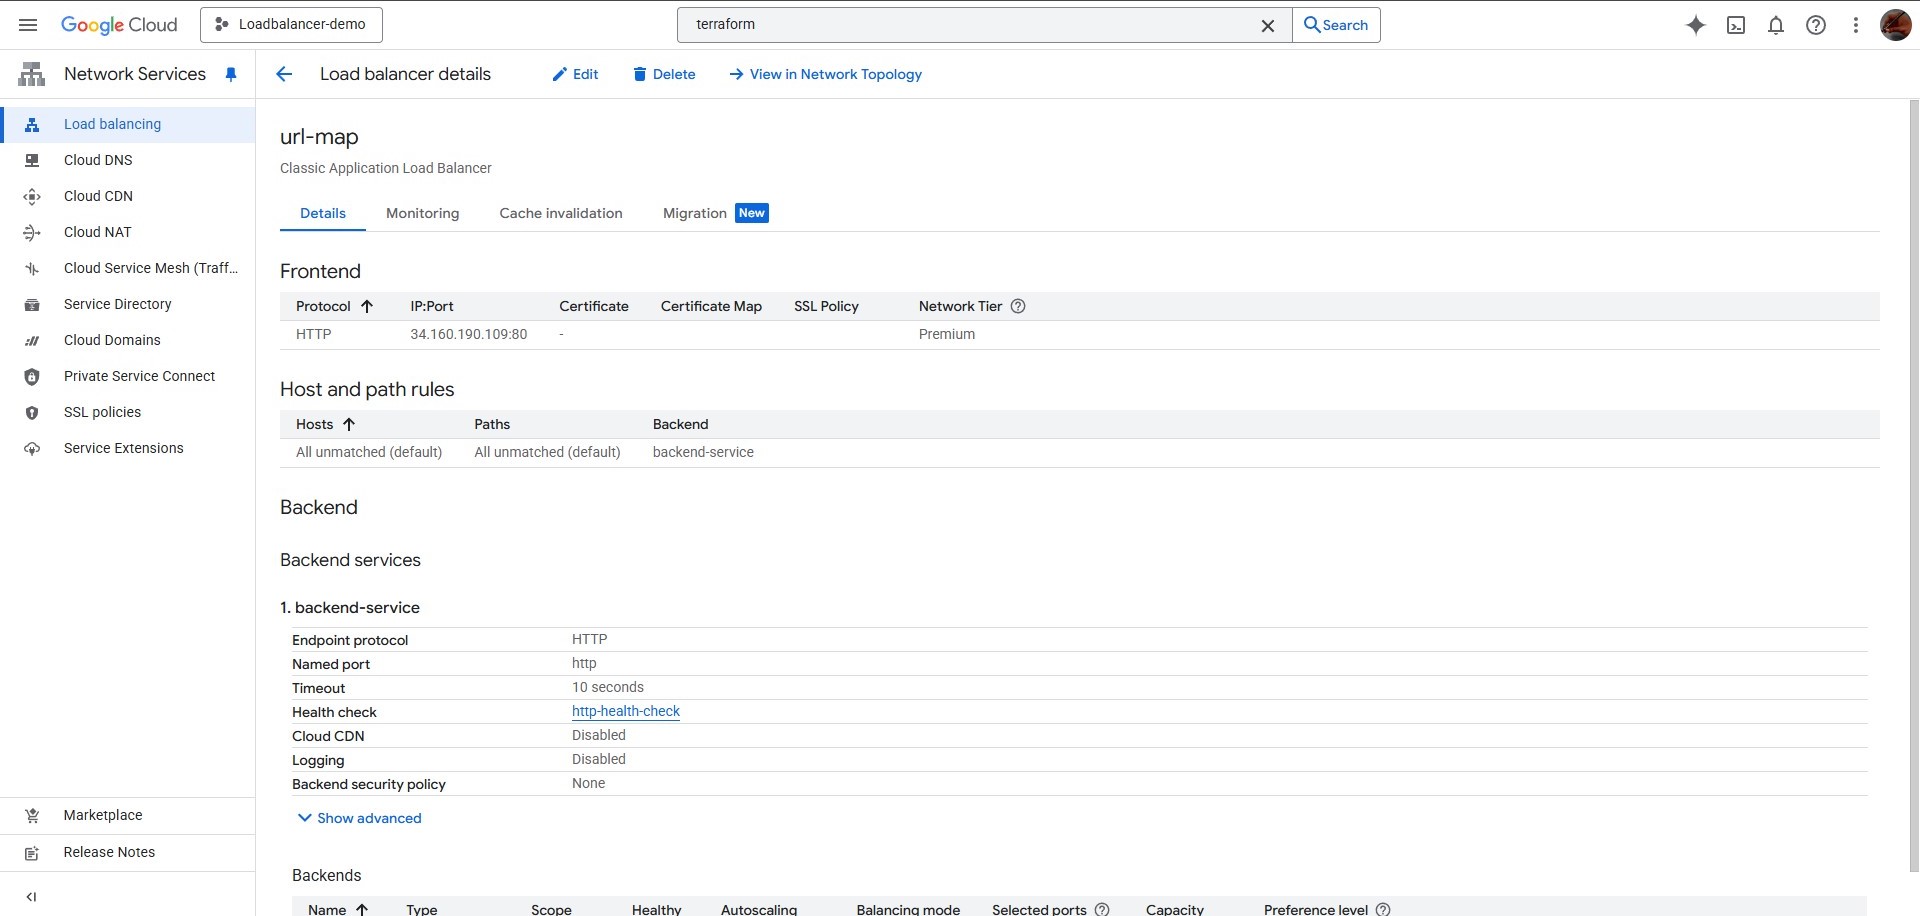 Google Cloud
Loadbalancer-demo
terraform
Search
Network Services
Load balancer details
Edit
Delete
View in Network Topology
Load balancing
Cloud DNS
Cloud CDN
Cloud NAT
Cloud Service Mesh (Traff...
Service Directory
Cloud Domains
Private Service Connect
SSL policies
Service Extensions
Marketplace
Release Notes
url-map
Classic Application Load Balancer
Details Monitoring Cache invalidation Migration New
Frontend
Protocol IP:Port Certificate Certificate Map SSL Policy Network Tier
HTTP 34.160.190.109:80 - Premium
Host and path rules
Hosts Paths Backend
All unmatched (default) All unmatched (default) backend-service
Backend
Backend services
1. backend-service
Endpoint protocol HTTP
Named port http
Timeout 10 seconds
Health check http-health-check
Cloud CDN Disabled
Logging Disabled
Backend security policy None
Show advanced
Backends
Name Type Scope Healthy Autoscaling Balancing mode Selected ports Capacity Preference level